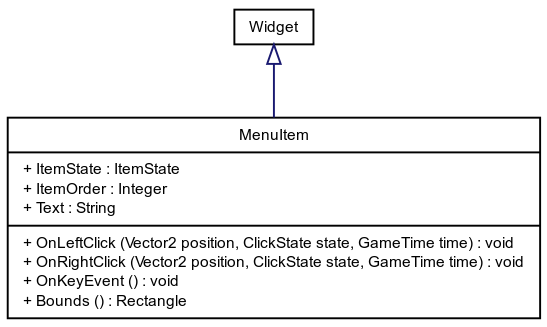 Widget
MenuItem
+ ItemState : ItemState
+ ItemOrder : Integer
+ Text : String
+ OnLeftClick (Vector2 position, ClickState state, GameTime time) : void
+ OnRightClick (Vector2 position, ClickState state, GameTime time) : void
+ OnKeyEvent () : void
+ Bounds () : Rectangle